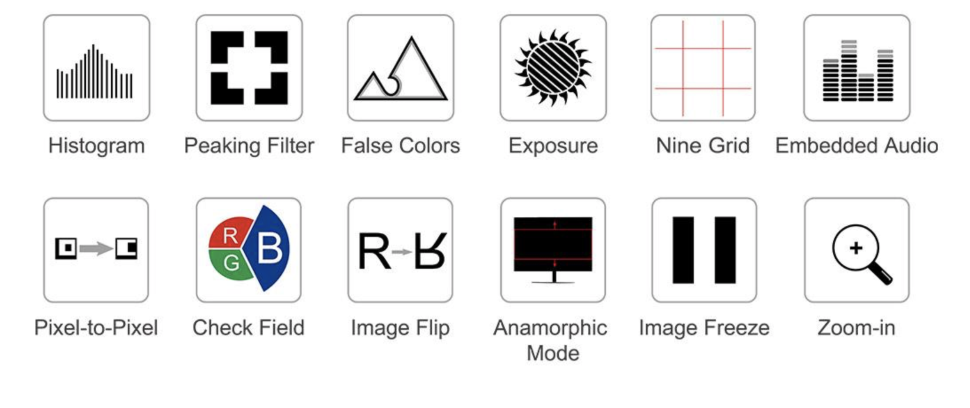 Histogram
Peaking Filter
False Colors
Exposure
Nine Grid
Embedded Audio
R
G
B
R
Pixel-to-Pixel
Check Field
Image Flip
Anamorphic
Mode
Image Freeze
Zoom-in